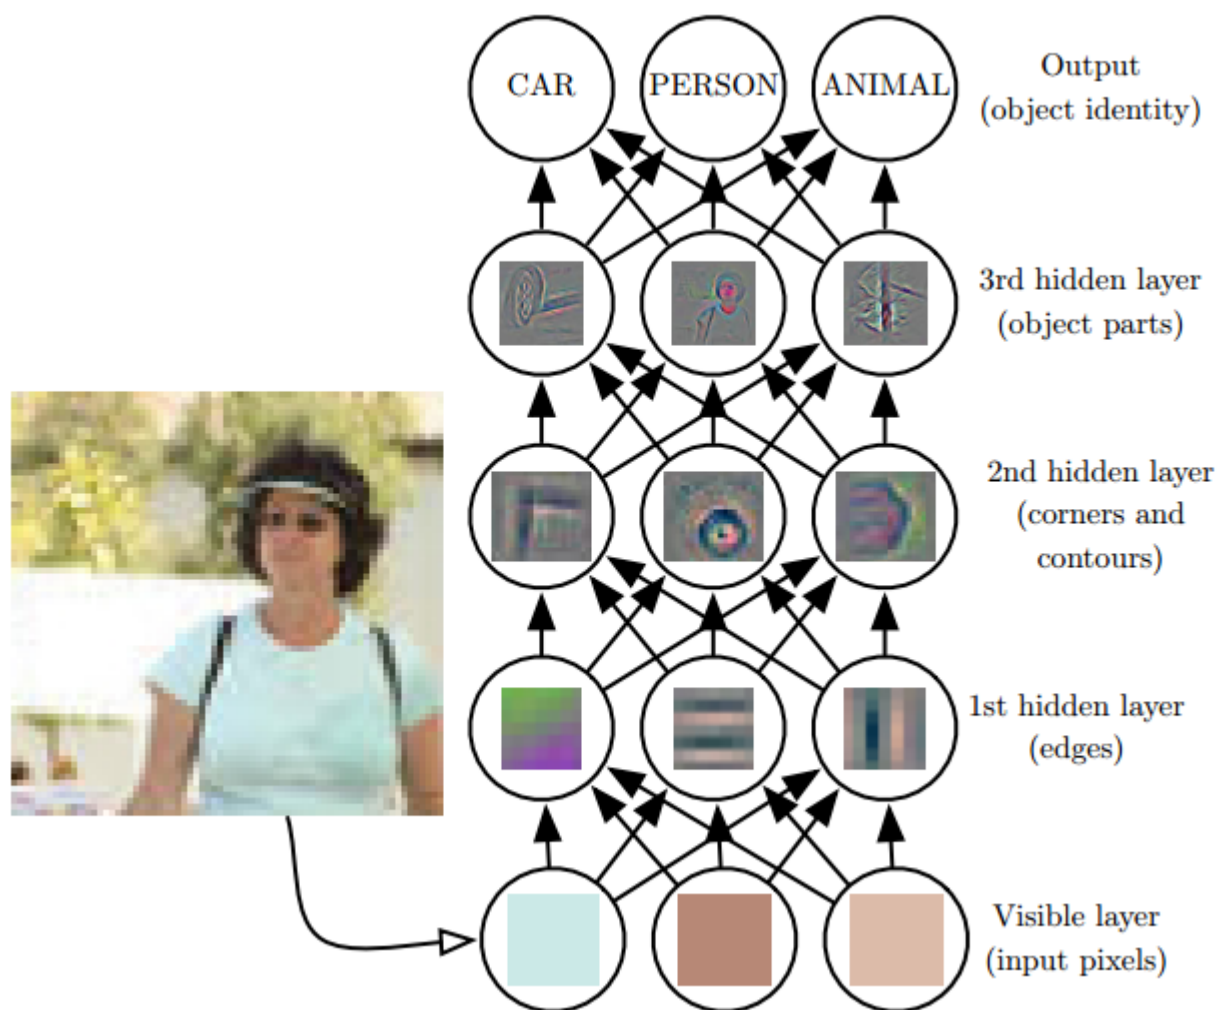 CAR
PERSON
ANIMAL
Output
(object identity)
3rd hidden layer
(object parts)
2nd hidden layer
(corners and
contours)
1st hidden layer
(edges)
Visible layer
(input pixels)